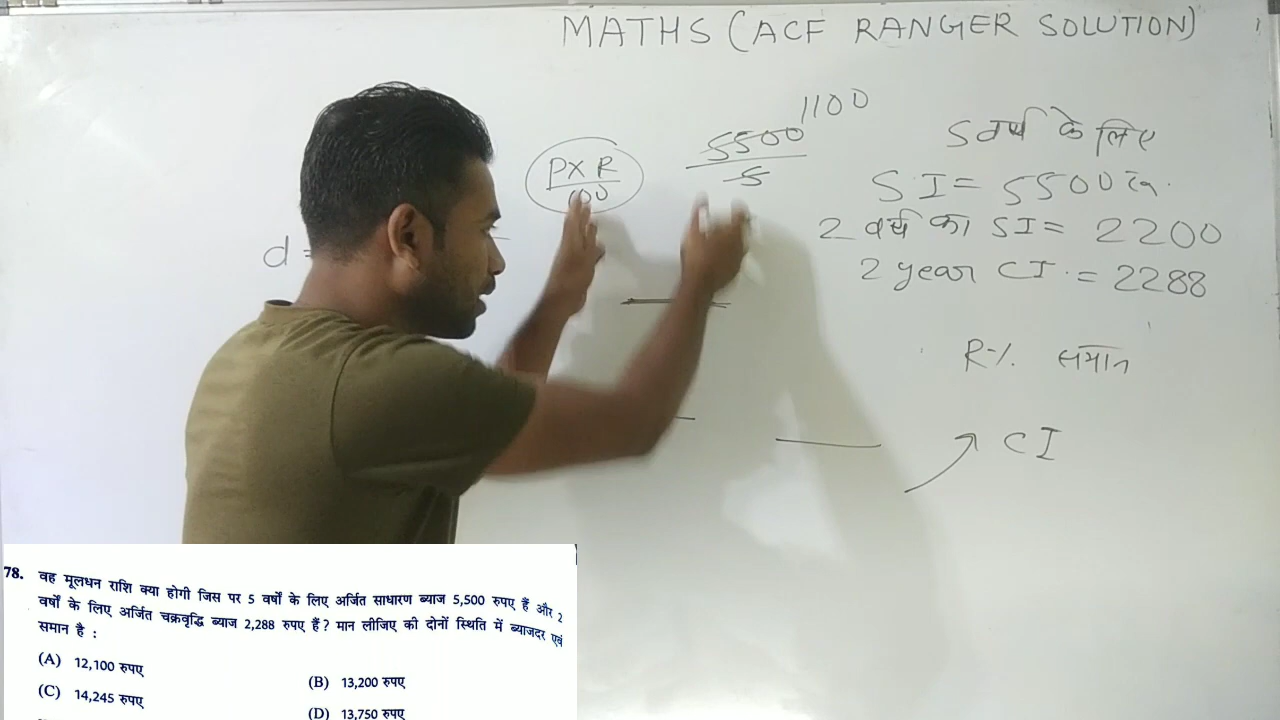 MATHS (ACF RANGER SOLUTION)
1100
5500
5
P X R
100
d =
5 वर्ष के लिए
S.I = 5500 रु.
2 वर्ष का SI = 2200
2 year CI = 2288
R% समान
CI
78. वह मूलधन राशि क्या होगी जिस पर 5 वर्षों के लिए अर्जित साधारण ब्याज 5,500 रुपए हैं और 2
वर्षों के लिए अर्जित चक्रवृद्धि ब्याज 2,288 रुपए हैं? मान लीजिए की दोनों स्थिति में ब्याजदर एवं
समान है :
(A) 12,100 रुपए
(B) 13,200 रुपए
(C) 14,245 रुपए
(D) 13,750 रुपए